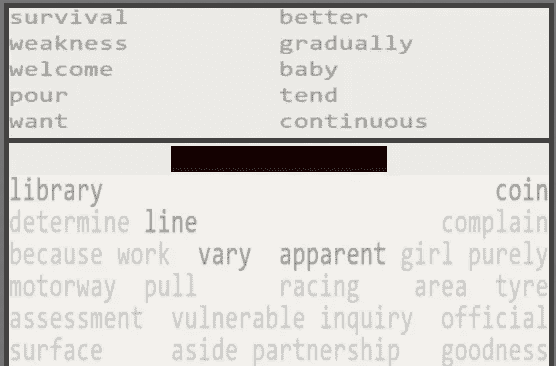 survival better
weakness gradually
welcome baby
pour tend
want continuous
library coin
determine line complain
because work vary apparent girl purely
motorway pull racing area tyre
assessment vulnerable inquiry official
surface aside partnership goodness